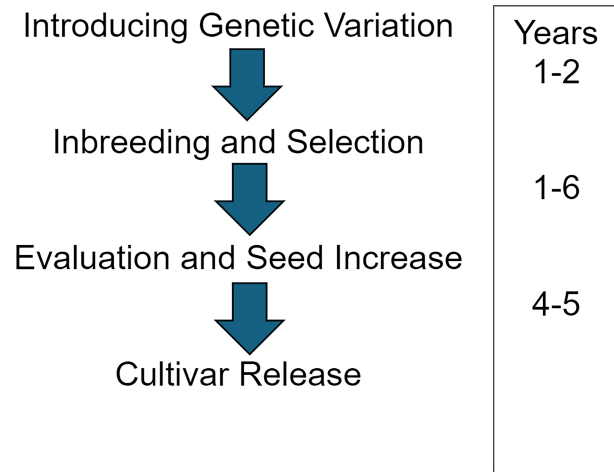 Introducing Genetic Variation
Inbreeding and Selection
Evaluation and Seed Increase
Cultivar Release
Years
1-2
1-6
4-5